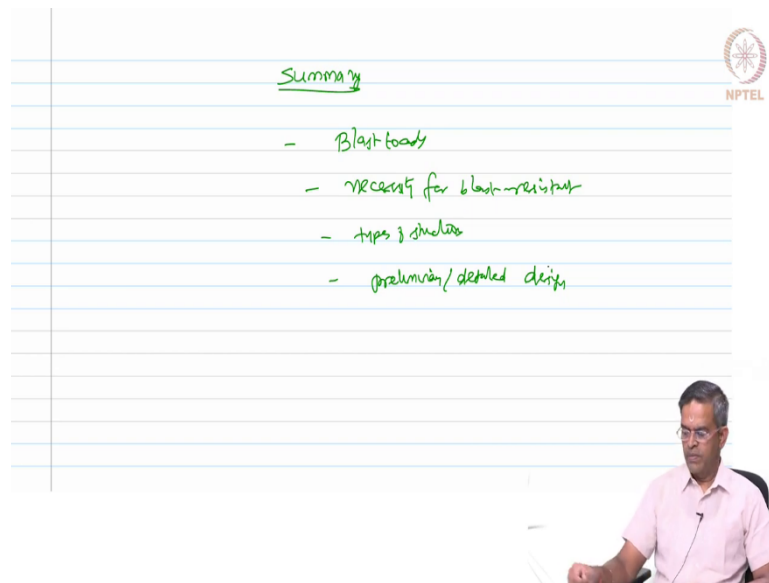 Summary
- Blast loads
- necessity for blast-resistant
- types of structures
- preliminary/detailed design
NPTEL